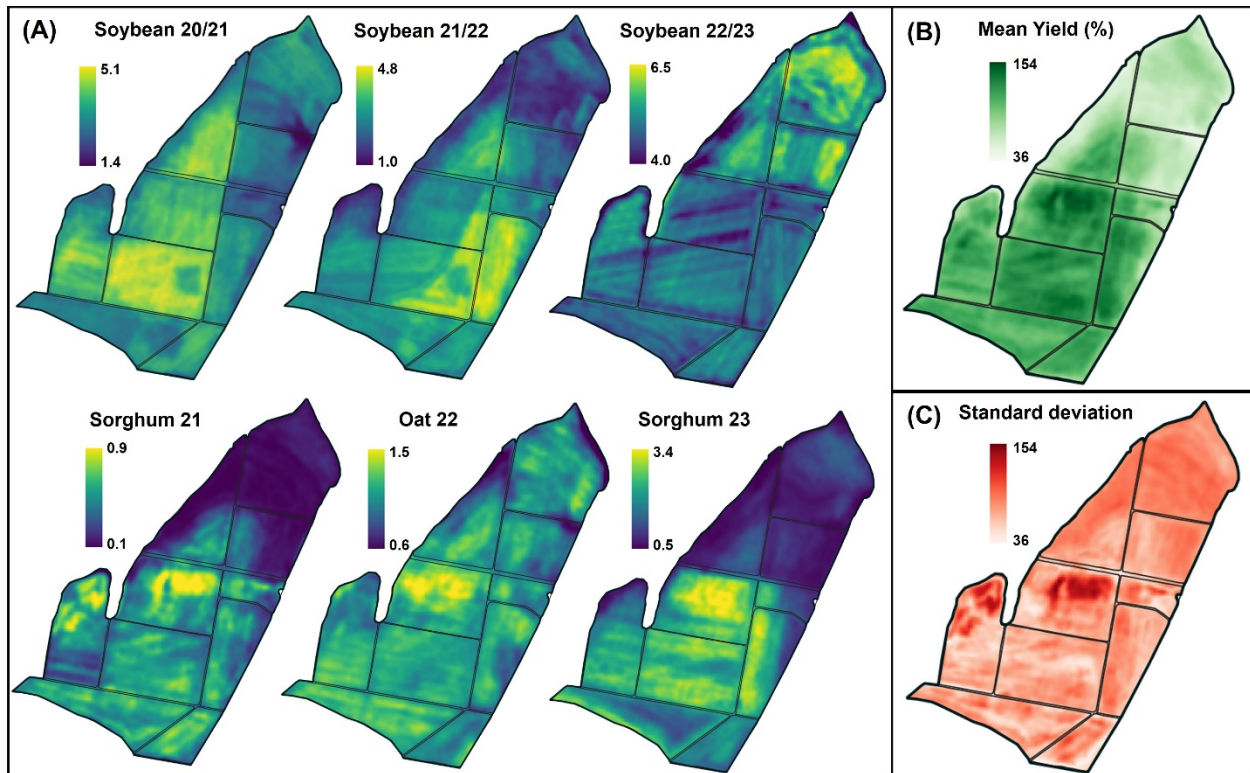 (A)
Soybean 20/21
5.1
1.4
Soybean 21/22
4.8
1.0
Soybean 22/23
6.5
4.0
Sorghum 21
0.9
0.1
Oat 22
1.5
0.6
Sorghum 23
3.4
0.5
(B)
Mean Yield (%)
154
36
(C)
Standard deviation
154
36